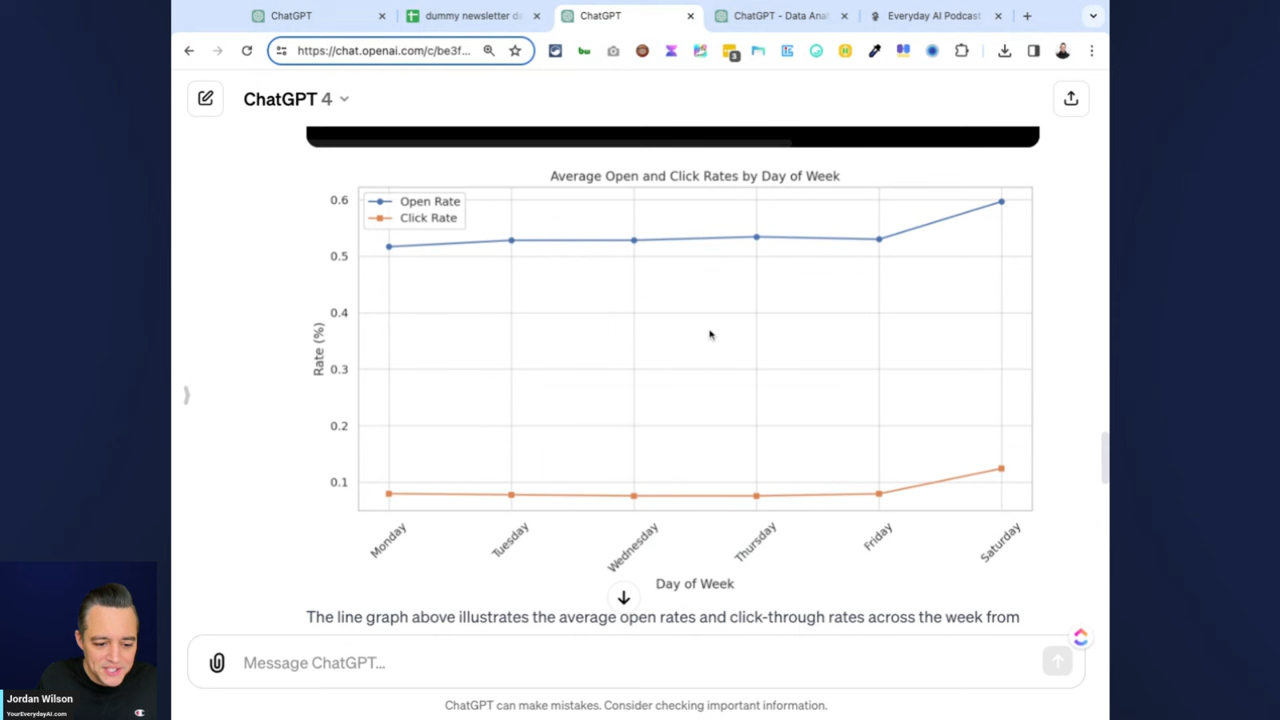 ChatGPT
dummy newsletter da
ChatGPT
ChatGPT - Data Anal
Everyday AI Podcast
https://chat.openai.com/c/be3f...
3
ChatGPT 4
Average Open and Click Rates by Day of Week
Open Rate
Click Rate
0.6
0.5
0.4
0.3
0.2
0.1
Rate (%)
Monday
Tuesday
Wednesday
Thursday
Friday
Saturday
Day of Week
The line graph above illustrates the average open rates and click-through rates across the week from
Message ChatGPT...
ChatGPT can make mistakes. Consider checking important information.
Jordan Wilson
YourEverydayAI.com